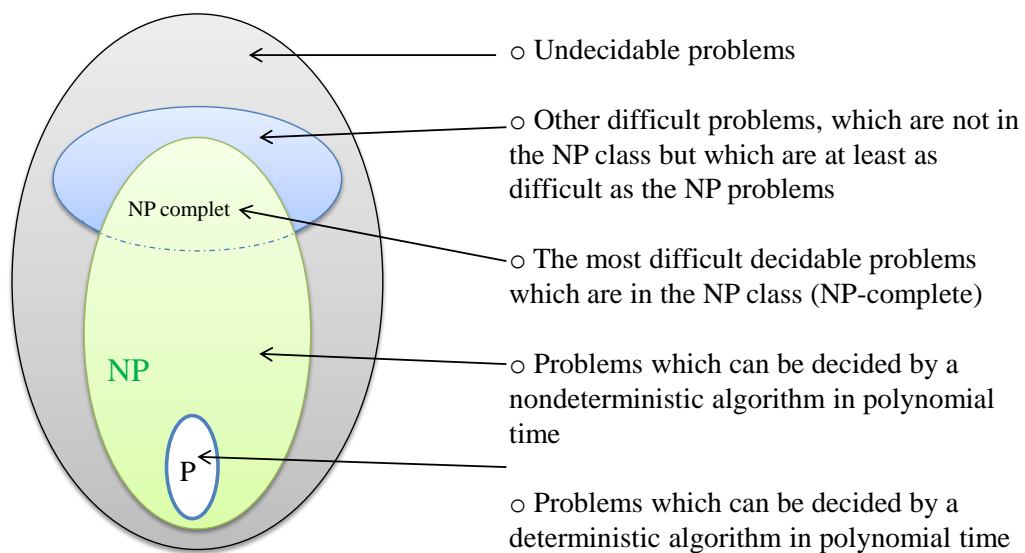 ○ Undecidable problems
○ Other difficult problems, which are not in
the NP class but which are at least as
difficult as the NP problems
NP complet
○ The most difficult decidable problems
which are in the NP class (NP-complete)
NP
○ Problems which can be decided by a
nondeterministic algorithm in polynomial
time
P
○ Problems which can be decided by a
deterministic algorithm in polynomial time